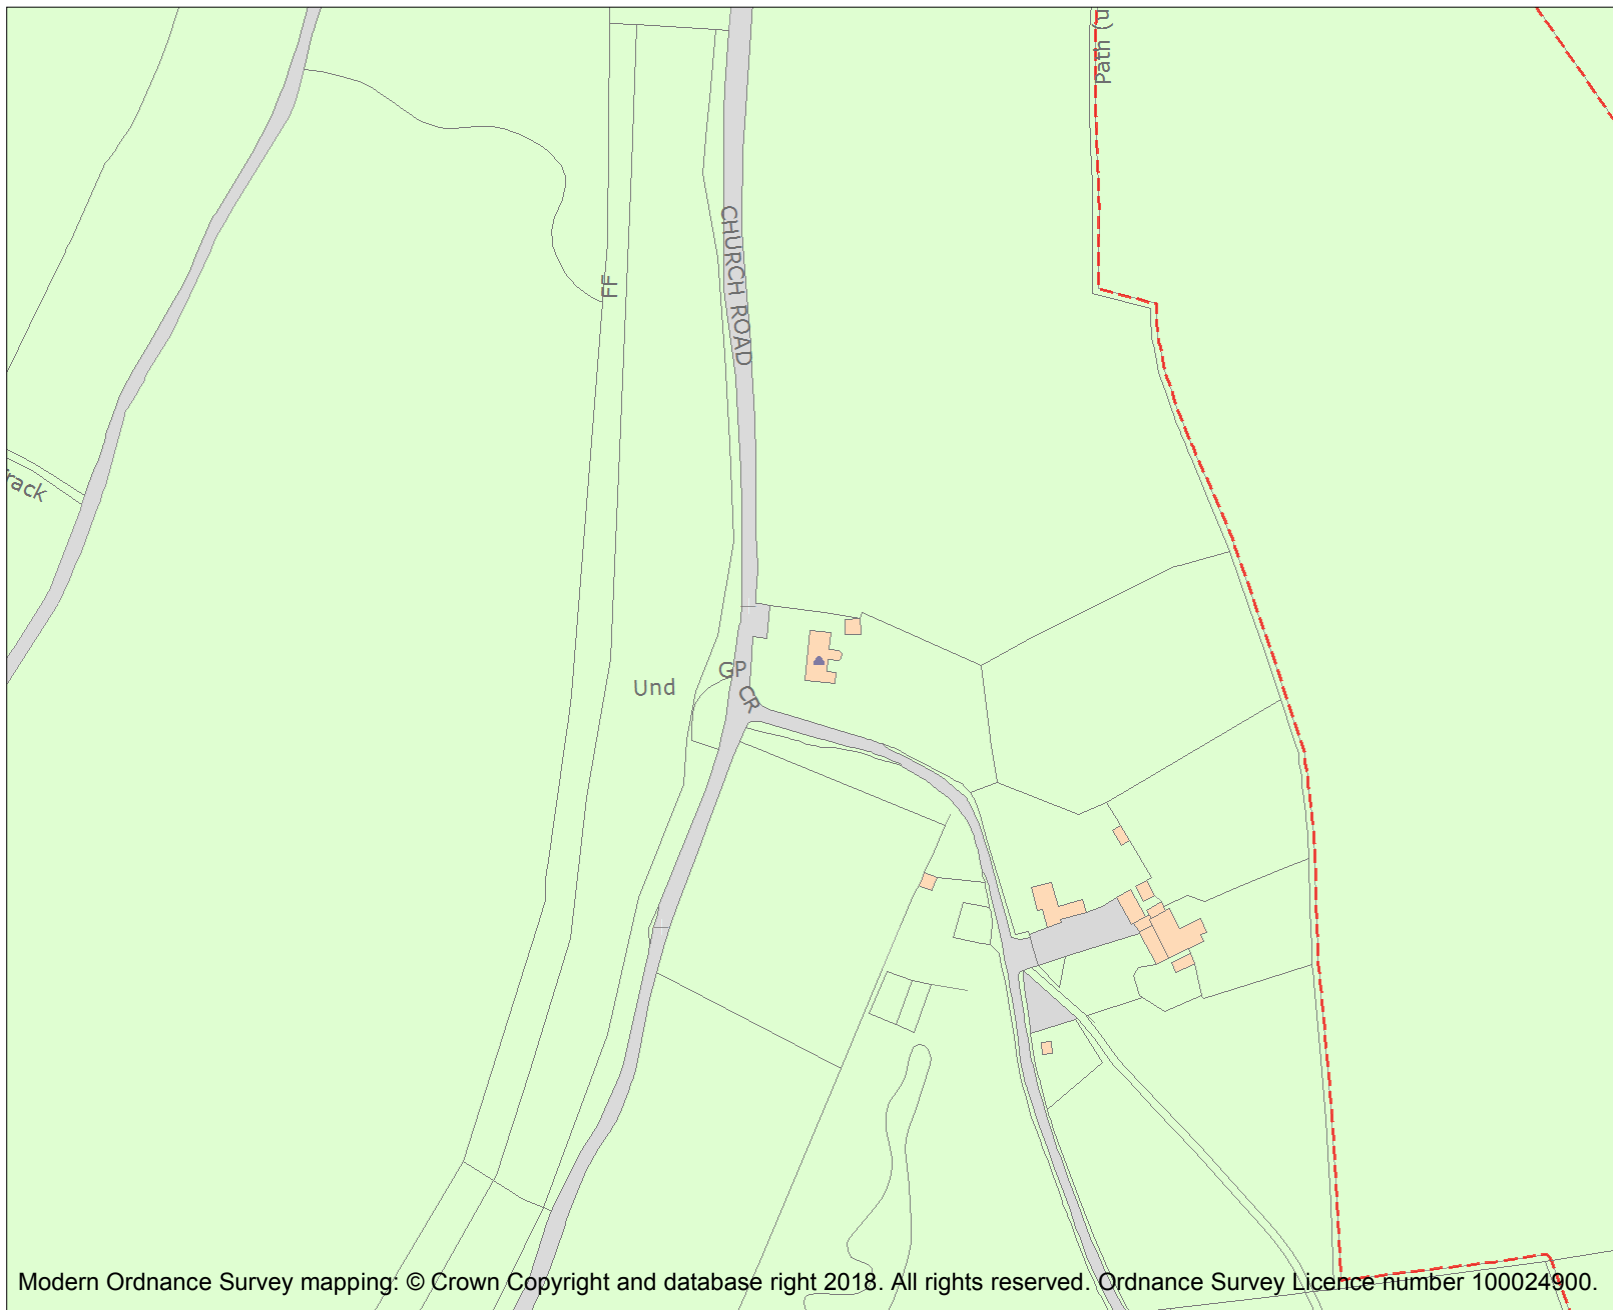 Path (u
CHURCH ROAD
FF
rack
GP
Und
CR
Modern Ordnance Survey mapping: © Crown Copyright and database right 2018. All rights reserved. Ordnance Survey Licence number 100024900.